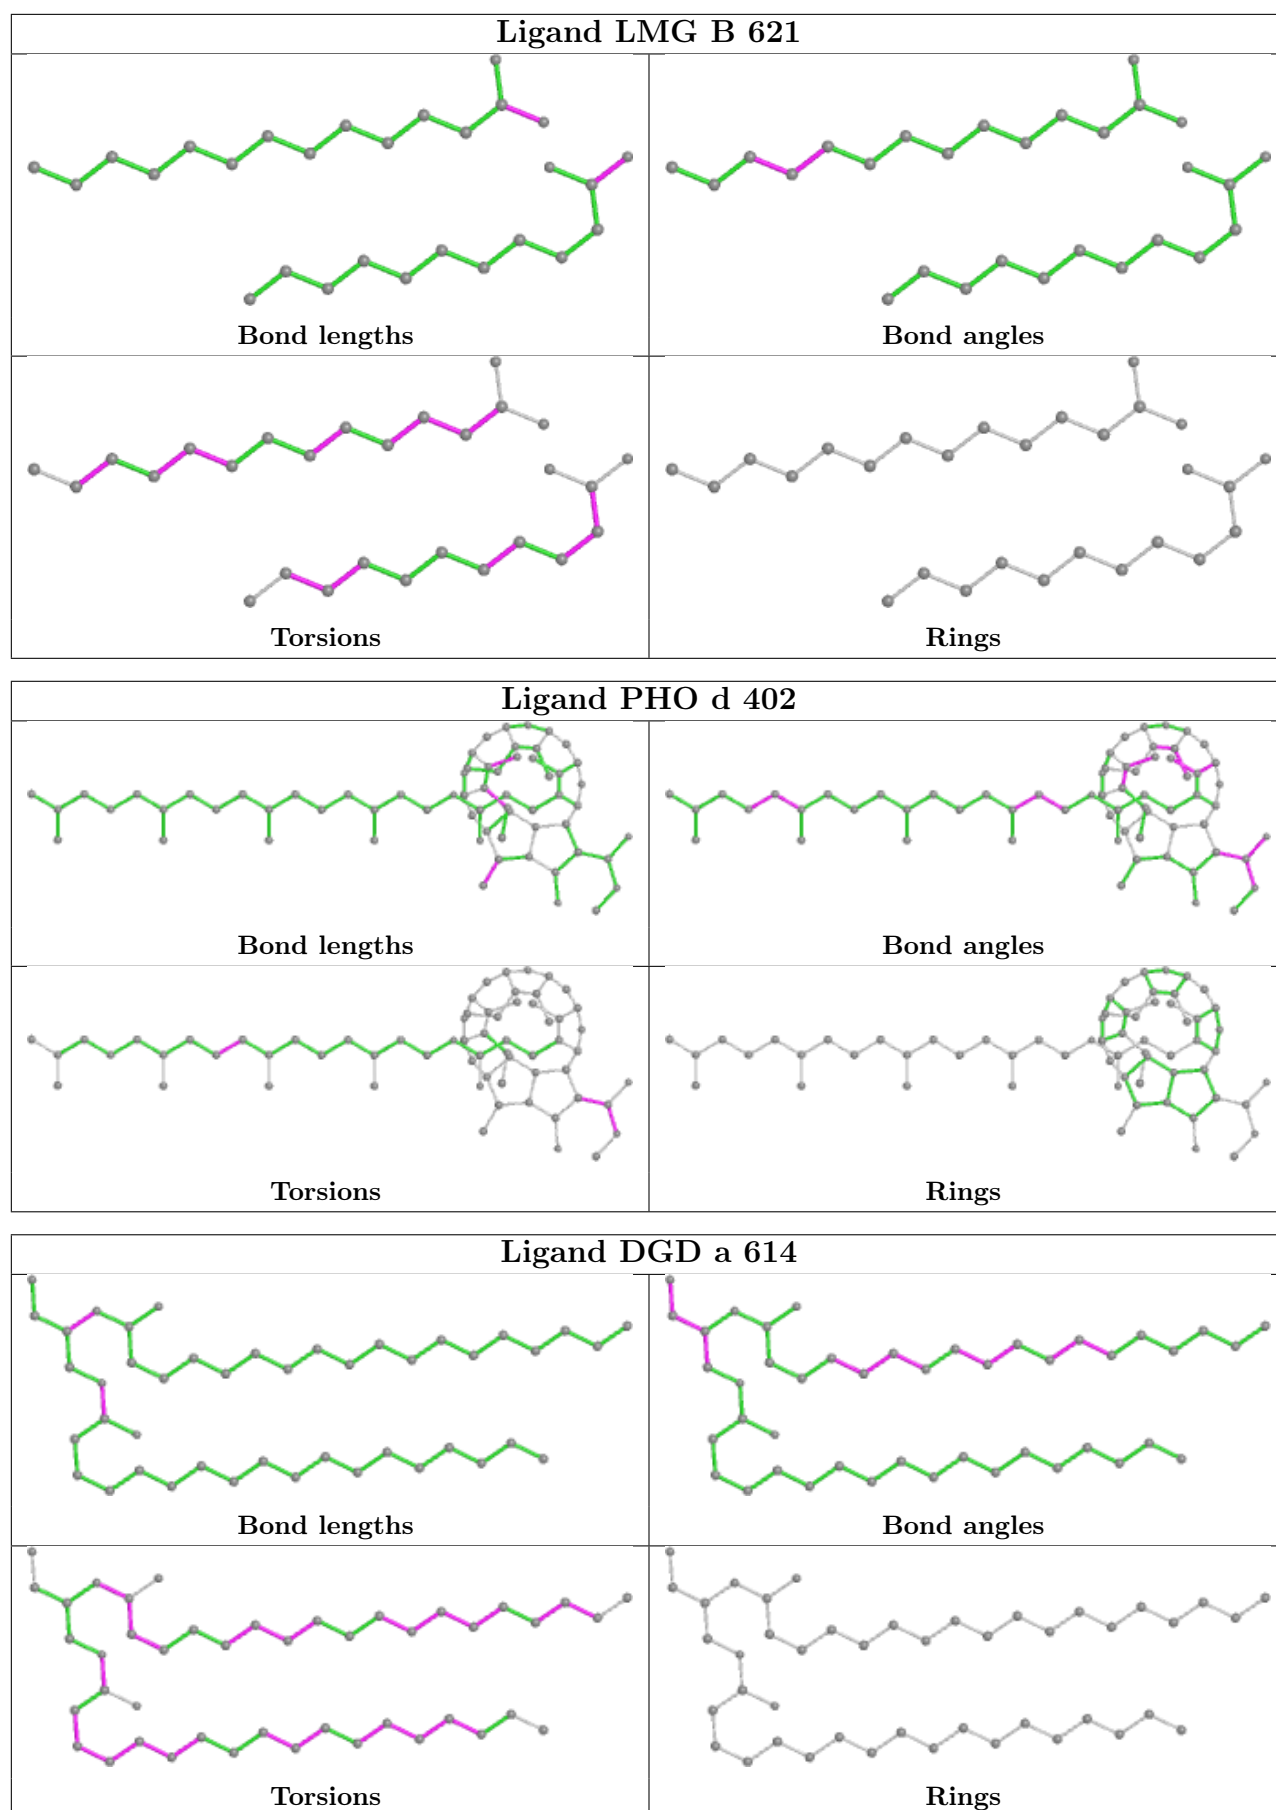 Ligand LMG B 621
Bond lengths
Bond angles
Torsions
Rings
Ligand PHO d 402
Bond lengths
Bond angles
Torsions
Rings
Ligand DGD a 614
Bond lengths
Bond angles
Torsions
Rings